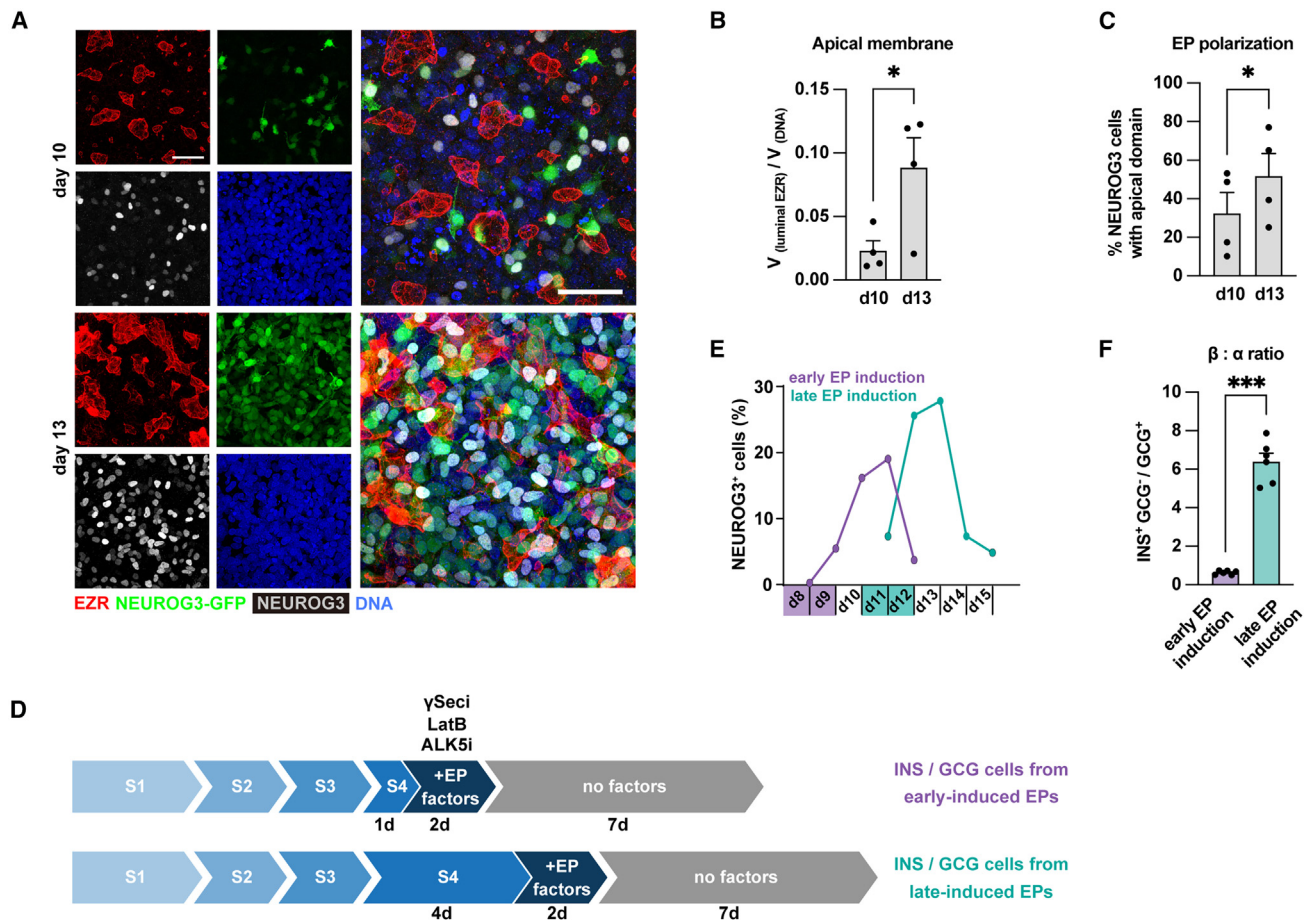 A
day 10
day 13
EZR NEUROG3-GFP NEUROG3 DNA
B
Apical membrane
*
V (luminal EZR) / V (DNA)
0.15
0.10
0.05
0.00
d10 d13
C
EP polarization
*
% NEUROG3 cells
with apical domain
100
80
60
40
20
0
d10 d13
E
early EP induction
late EP induction
NEUROG3⁺ cells (%)
30
20
10
0
d8 d9 d10 d11 d12 d13 d14 d15
F
β : α ratio
***
INS⁺ GCG⁻ / GCG⁺
10
8
6
4
2
0
early EP
induction
late EP
induction
D
γSeci
LatB
ALK5i
S1 S2 S3 S4 +EP
factors
no factors
1d 2d 7d
INS / GCG cells from
early-induced EPs
S1 S2 S3 S4 +EP
factors
no factors
4d 2d 7d
INS / GCG cells from
late-induced EPs